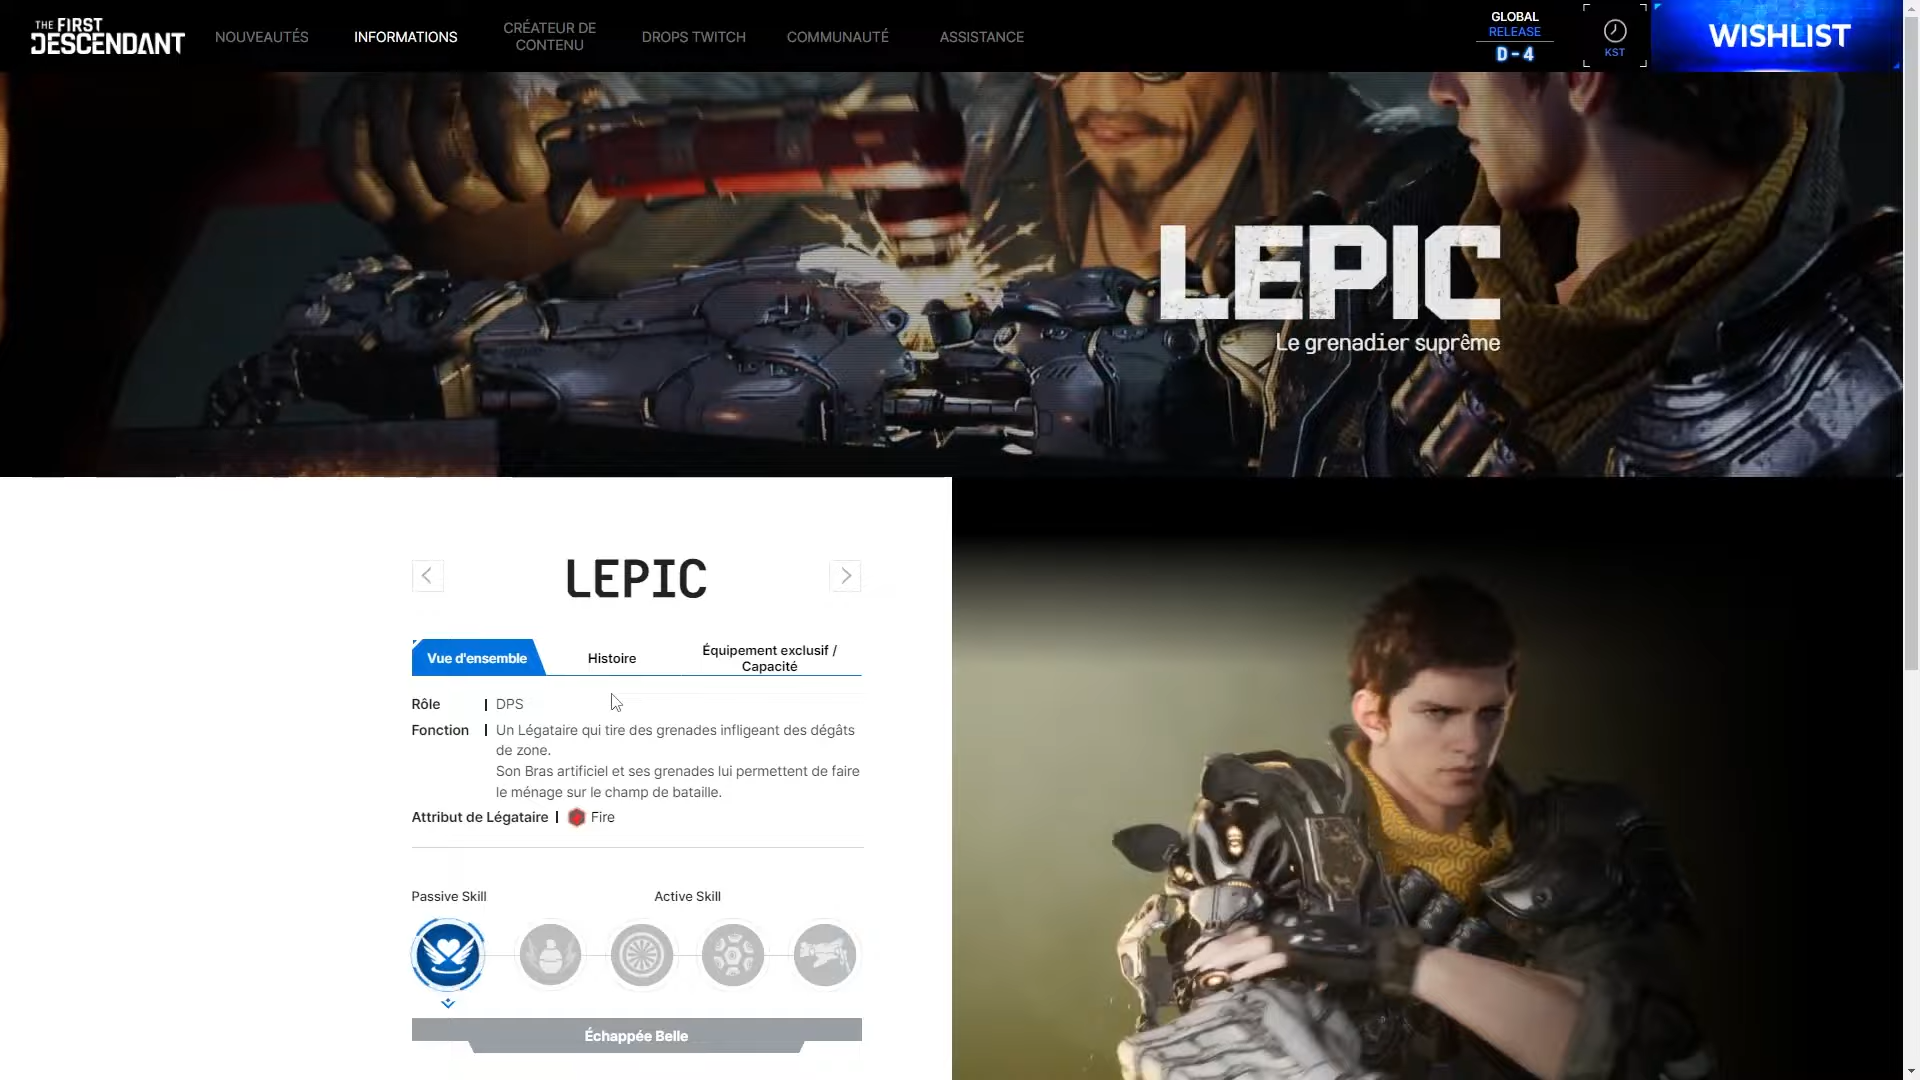 THE FIRST
DESCENDANT
NOUVEAUTÉS
INFORMATIONS
CRÉATEUR DE
CONTENU
DROPS TWITCH
COMMUNAUTÉ
ASSISTANCE
GLOBAL
RELEASE
D - 4
KST
WISHLIST
LEPIC
Le grenadier suprême
LEPIC
Vue d'ensemble
Histoire
Équipement exclusif /
Capacité
Rôle
DPS
Fonction
Un Légataire qui tire des grenades infligeant des dégâts
de zone.
Son Bras artificiel et ses grenades lui permettent de faire
le ménage sur le champ de bataille.
Attribut de Légataire
Fire
Passive Skill
Active Skill
Échappée Belle